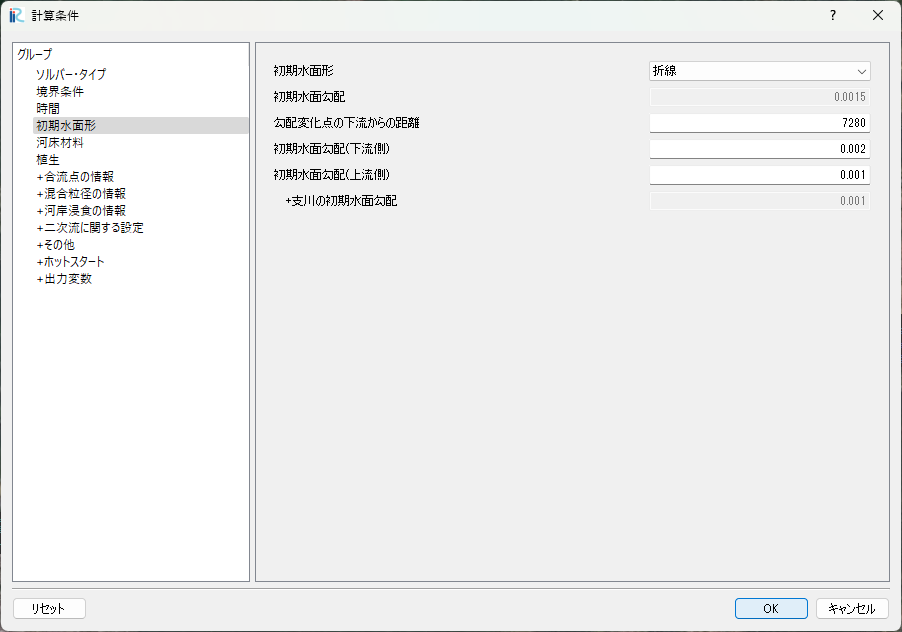 計算条件
グループ
ソルバー・タイプ
境界条件
時間
初期水面形
河床材料
植生
+合流点の情報
+混合粒径の情報
+河岸浸食の情報
+二次流に関する設定
+その他
+ホットスタート
+出力変数
初期水面形 折線
初期水面勾配 0.0015
勾配変化点の下流からの距離 7280
初期水面勾配(下流側) 0.002
初期水面勾配(上流側) 0.001
+支川の初期水面勾配 0.001
リセット OK キャンセル